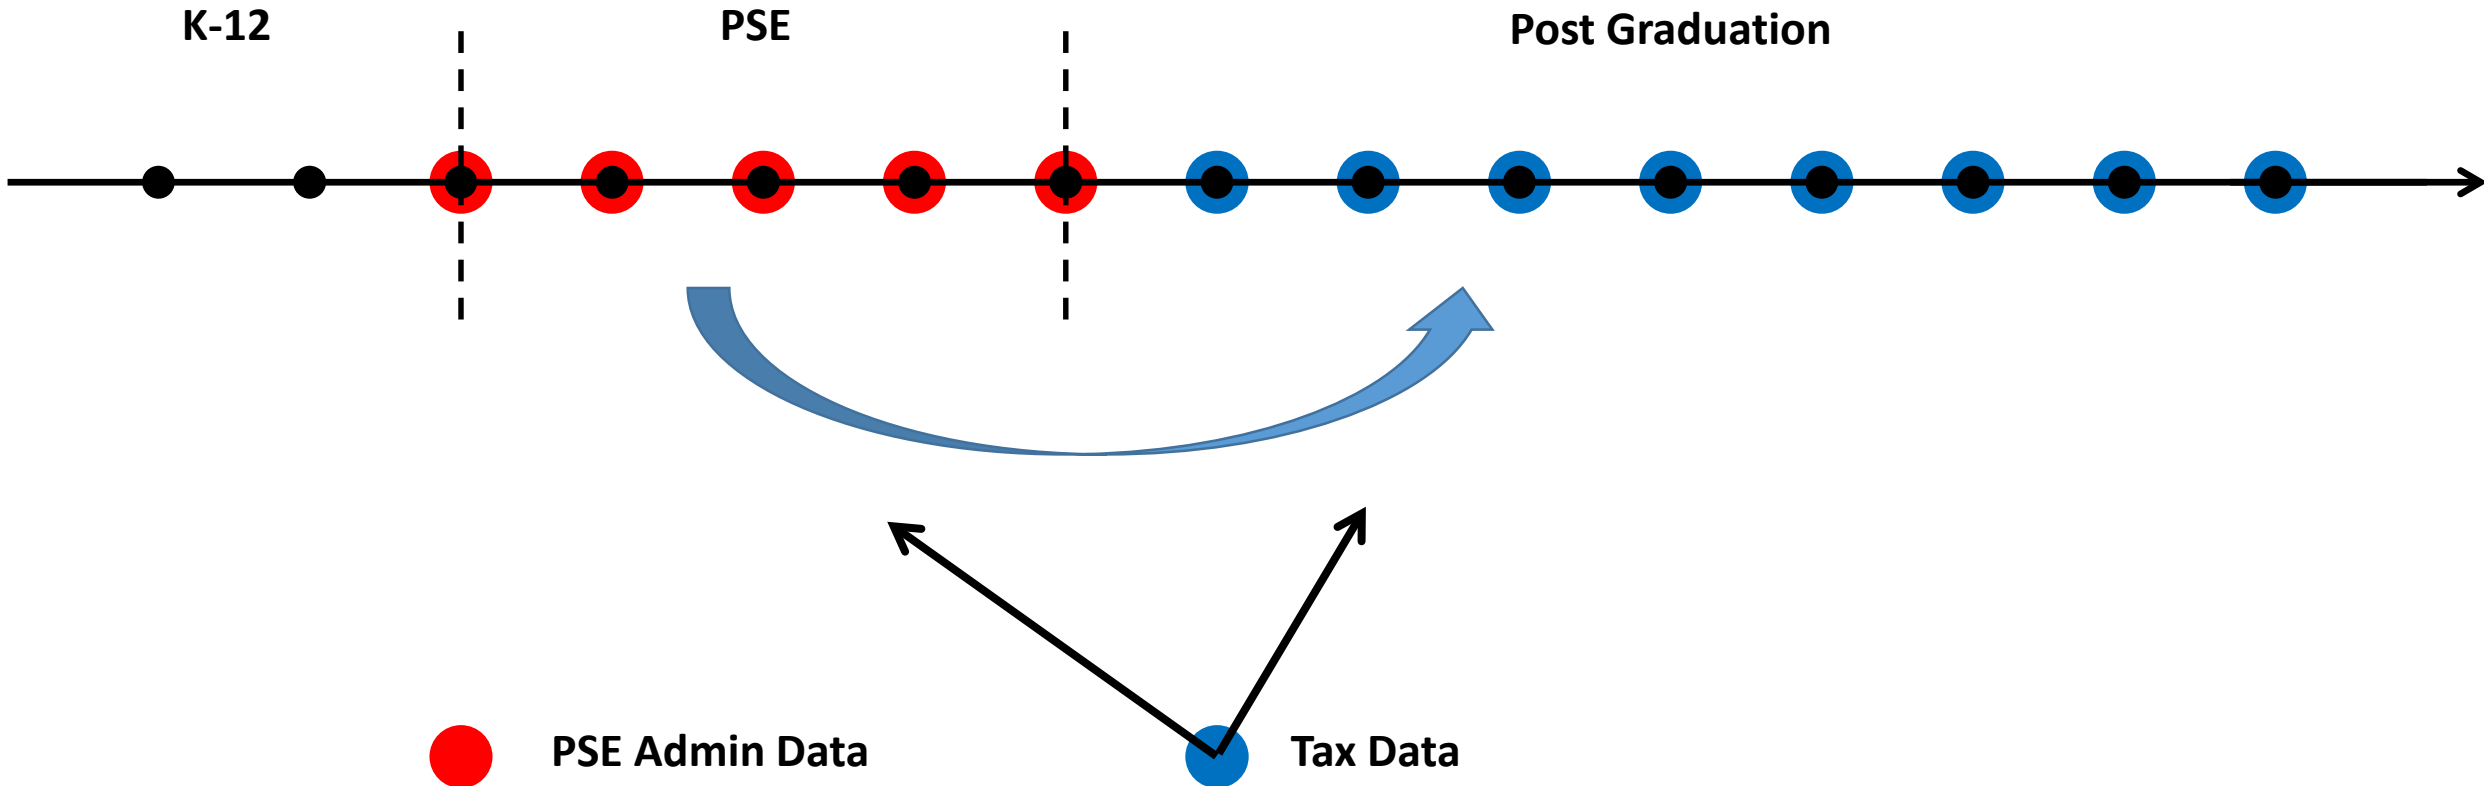 K-12
PSE
Post Graduation
PSE Admin Data
Tax Data